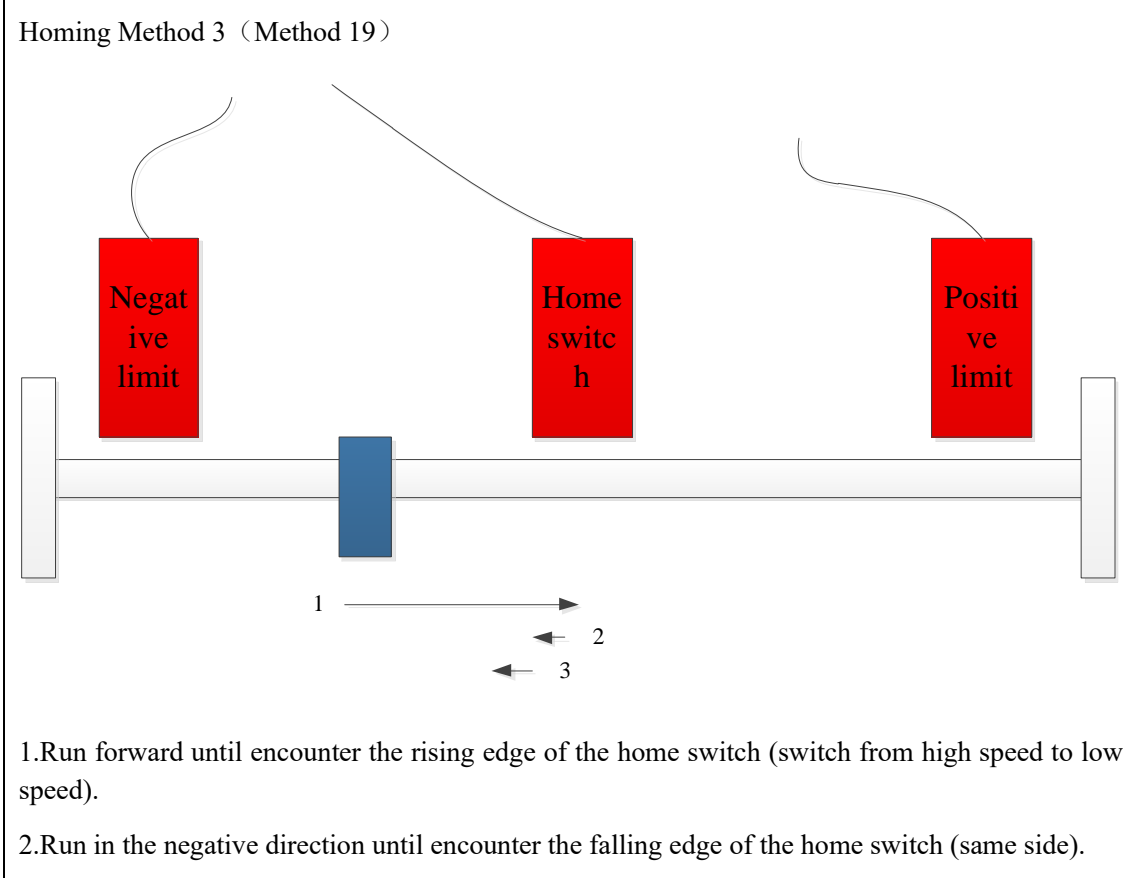 Homing Method 3（Method 19）
Negat
ive
limit
Home
switc
h
Positi
ve
limit
1
2
3
1.Run forward until encounter the rising edge of the home switch (switch from high speed to low
speed).
2.Run in the negative direction until encounter the falling edge of the home switch (same side).